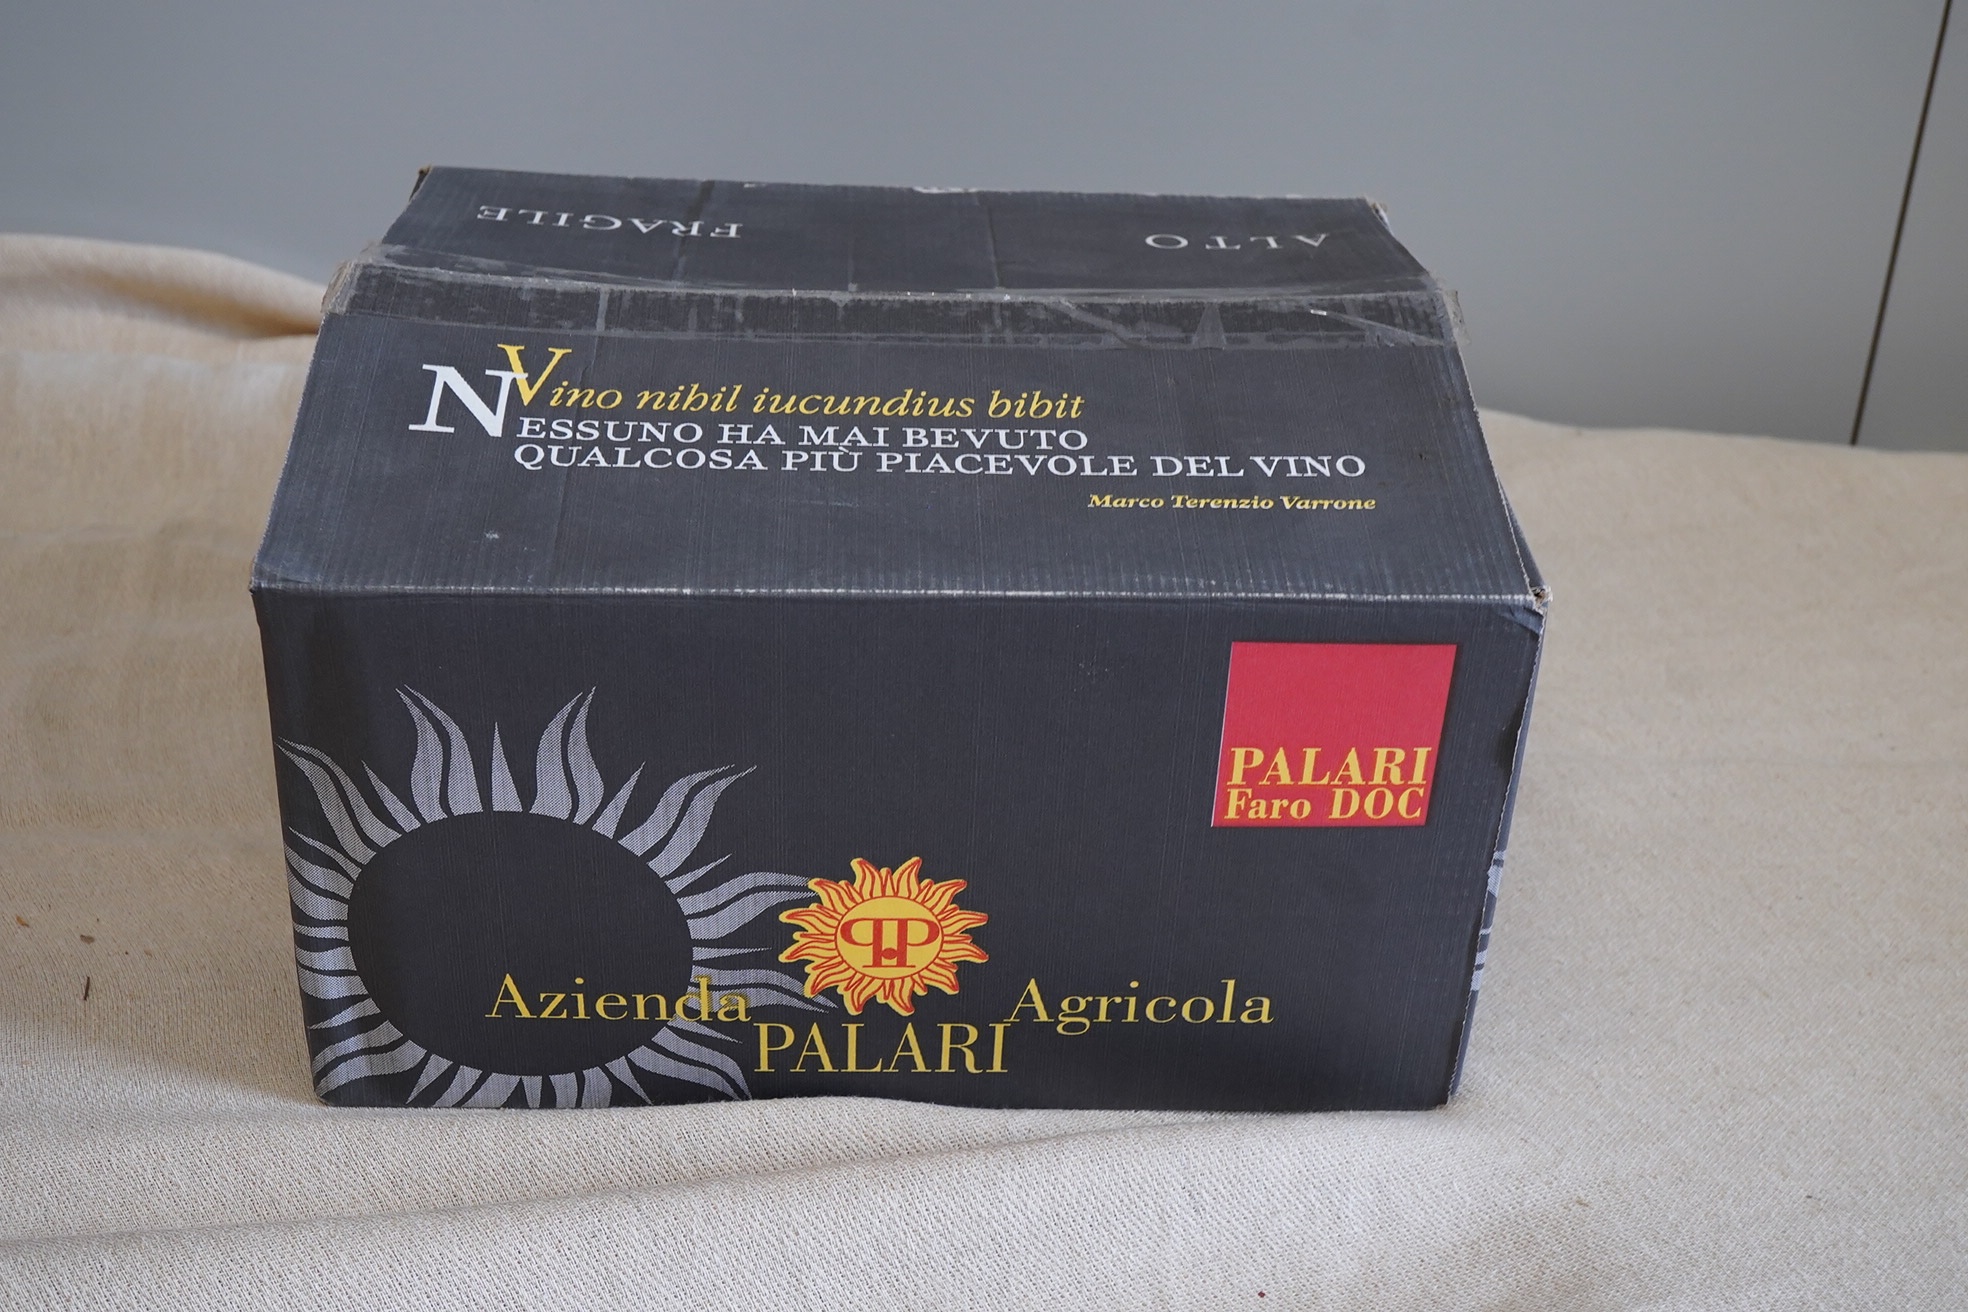 FRAGILE
ALTO
Vino nihil iucundius bibit
NESSUNO HA MAI BEVUTO
QUALCOSA PIÙ PIACEVOLE DEL VINO
Marco Terenzio Varrone
PALARI
Faro DOC
Azienda Agricola
PALARI